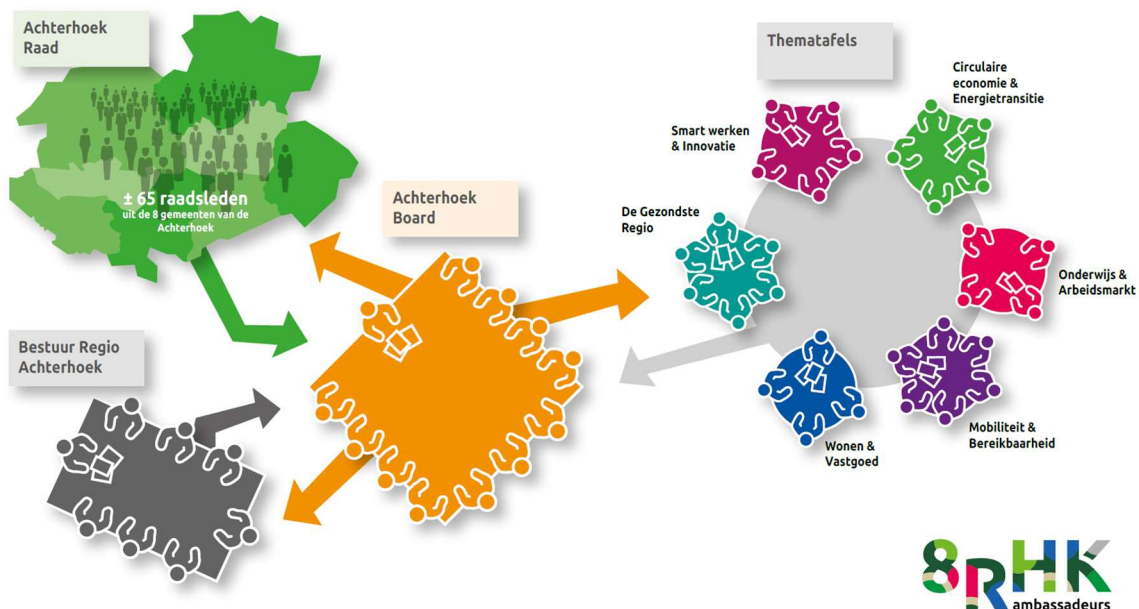 Achterhoek
Raad
± 65 raadsleden
uit de 8 gemeenten van de
Achterhoek
Bestuur Regio
Achterhoek
Achterhoek
Board
Thematafels
Smart werken
& Innovatie
Circulaire
economie &
Energietransitie
De Gezondste
Regio
Onderwijs &
Arbeidsmarkt
Wonen &
Vastgoed
Mobiliteit &
Bereikbaarheid
8RHK
ambassadeurs